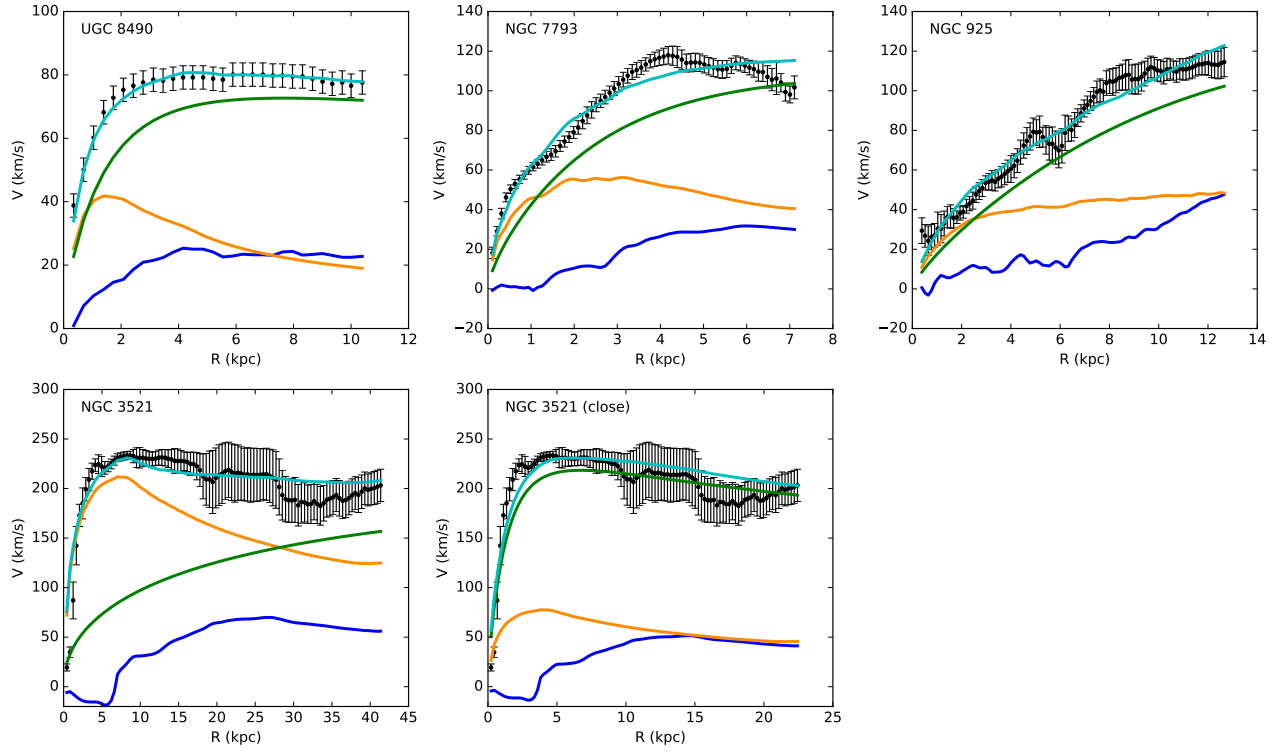 UGC 8490
V (km/s)
100
80
60
40
20
0
0 2 4 6 8 10 12
R (kpc)
NGC 7793
V (km/s)
140
120
100
80
60
40
20
0
−20
0 1 2 3 4 5 6 7 8
R (kpc)
NGC 925
V (km/s)
140
120
100
80
60
40
20
0
−20
0 2 4 6 8 10 12 14
R (kpc)
NGC 3521
V (km/s)
300
250
200
150
100
50
0
0 5 10 15 20 25 30 35 40 45
R (kpc)
NGC 3521 (close)
V (km/s)
300
250
200
150
100
50
0
0 5 10 15 20 25
R (kpc)